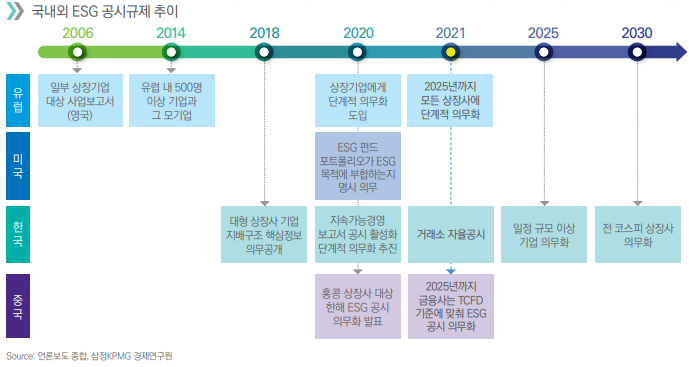 국내외 ESG 공시규제 추이
2006 2014 2018 2020 2021 2025 2030
유럽
일부 상장기업
대상 사업보고서
(영국)
유럽 내 500명
이상 기업과
그 모기업
상장기업에게
단계적 의무화
도입
2025년까지
모든 상장사에
단계적 의무화
미국
ESG 펀드
포트폴리오가 ESG
목적에 부합하는지
명시 의무
한국
대형 상장사 기업
지배구조 핵심정보
의무공개
지속가능경영
보고서 공시 활성화
단계적 의무화 추진
거래소 자율공시
일정 규모 이상
기업 의무화
전 코스피 상장사
의무화
중국
홍콩 상장사 대상
한해 ESG 공시
의무화 발표
2025년까지
금융사는 TCFD
기준에 맞춰 ESG
공시 의무화
Source: 언론보도 종합, 삼정KPMG 경제연구원